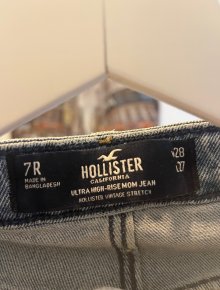 7R
MADE IN
BANGLADESH
HOLLISTER
CALIFORNIA
ULTRA HIGH-RISE MOM JEAN
HOLLISTER VINTAGE STRETCH
W28
L27